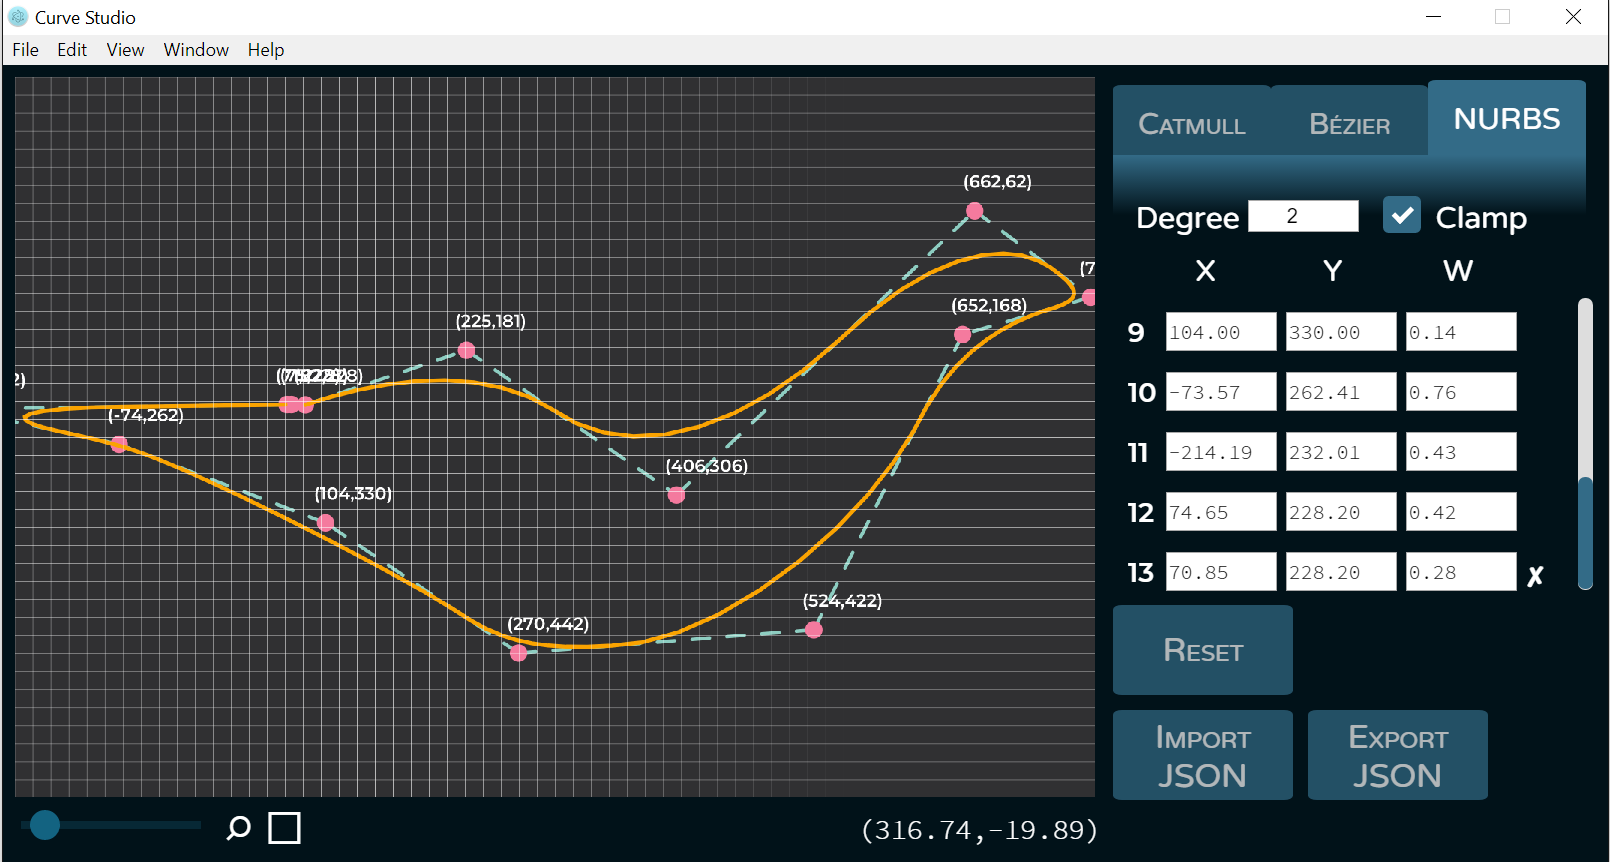 Curve Studio
File Edit View Window Help
CATMULL BÉZIER NURBS
Degree 2 Clamp
X Y W
9 104.00 330.00 0.14
10 -73.57 262.41 0.76
11 -214.19 232.01 0.43
12 74.65 228.20 0.42
13 70.85 228.20 0.28 X
RESET
IMPORT JSON
EXPORT JSON
(662,62)
(7
(652,168)
(225,181)
2)
(-74,262)
(406,306)
(104,330)
(524,422)
(270,442)
(316.74,-19.89)